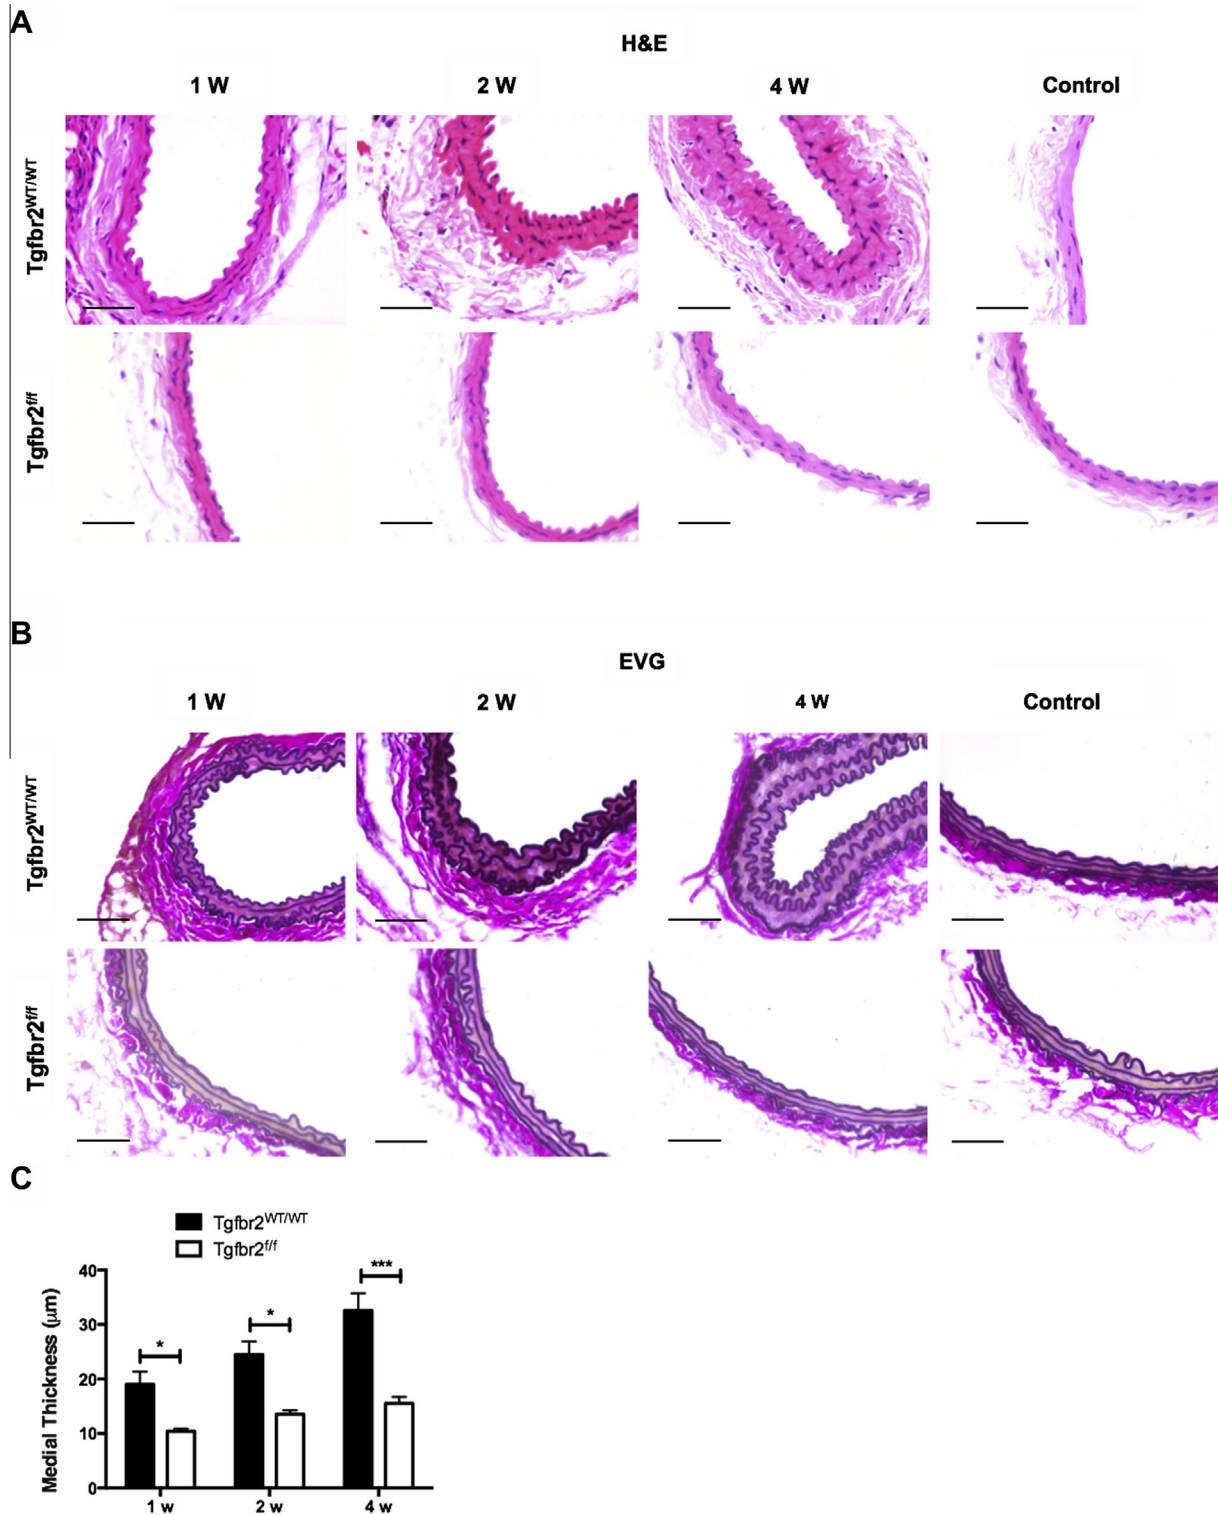 A
H&E
1 W
2 W
4 W
Control
Tgfbr2WT/WT
Tgfbr2f/f
B
EVG
1 W
2 W
4 W
Control
Tgfbr2WT/WT
Tgfbr2f/f
C
Tgfbr2WT/WT
Tgfbr2f/f
Medial Thickness (μm)
40
30
20
10
0
*
*
***
1 w
2 w
4 w